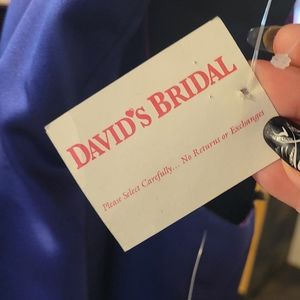 DAVID'S BRIDAL
Please Select Carefully... No Returns or Exchanges